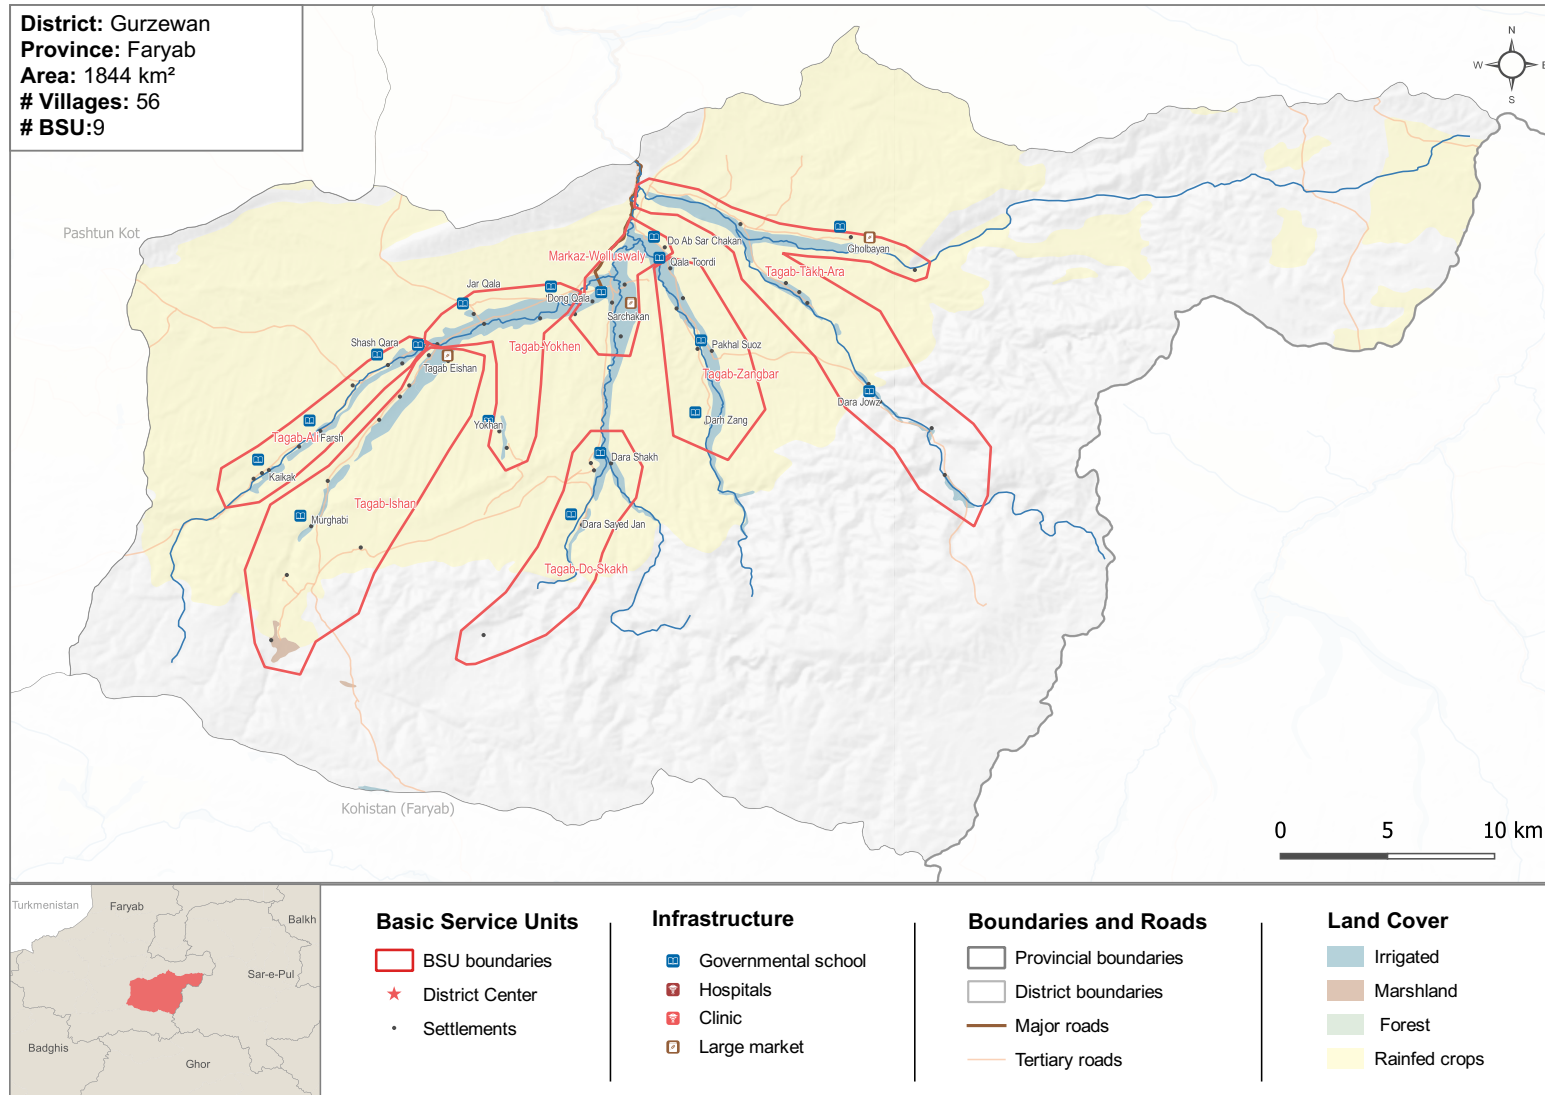 District: Gurzewan
Province: Faryab
Area: 1844 km²
# Villages: 56
# BSU:9
N
W
E
S
Pashtun Kot
Do Ab Sar Chakan
Gholbayan
Markaz-Wolluswaly
Qala Toordi
Tagab-Takh-Ara
Jar Qala
Dong Qala
Sarchakan
Shash Qara
Tagab-Yokhen
Pakhal Suoz
Tagab Eishan
Tagab-Zangbar
Dara Jowz
Yokhan
Darh Zang
Tagab-Ali
Farsh
Dara Shakh
Kaikak
Tagab-Ishan
Murghabi
Dara Sayed Jan
Tagab-Do-Skakh
Kohistan (Faryab)
0 5 10 km
Turkmenistan
Faryab
Balkh
Sar-e-Pul
Badghis
Ghor
Basic Service Units
BSU boundaries
District Center
Settlements
Infrastructure
Governmental school
Hospitals
Clinic
Large market
Boundaries and Roads
Provincial boundaries
District boundaries
Major roads
Tertiary roads
Land Cover
Irrigated
Marshland
Forest
Rainfed crops